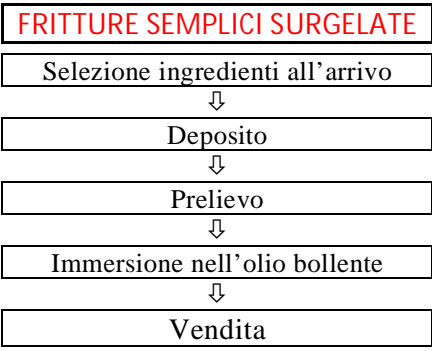 FRITTURE SEMPLICI SURGELATE
Selezione ingredienti all’arrivo
⇩
Deposito
⇩
Prelievo
⇩
Immersione nell’olio bollente
⇩
Vendita